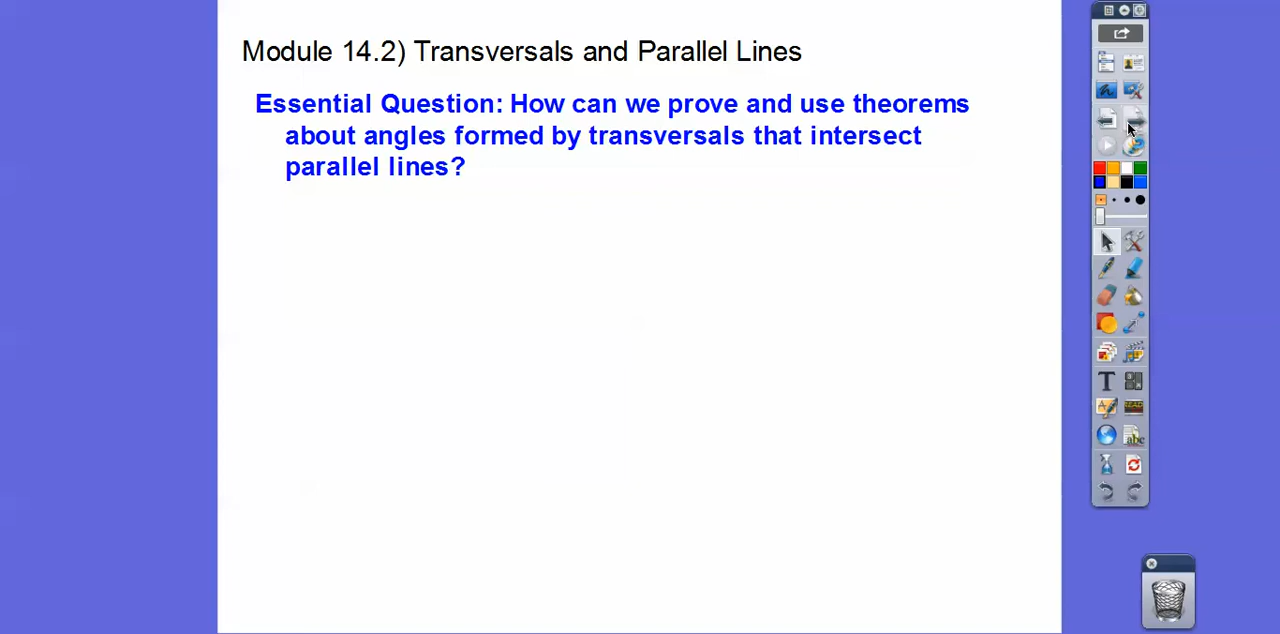 Module 14.2) Transversals and Parallel Lines
Essential Question: How can we prove and use theorems
about angles formed by transversals that intersect
parallel lines?
T
abc